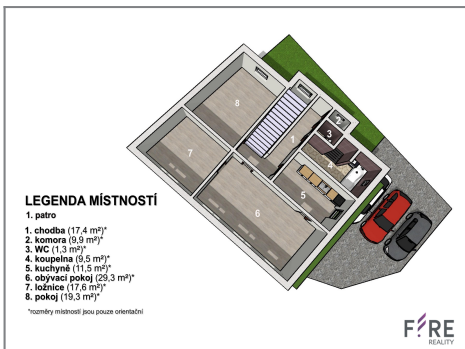 8
2
3
1
4
7
5
6
LEGENDA MÍSTNOSTÍ
1. patro
1. chodba (17,4 m²)*
2. komora (9,9 m²)*
3. WC (1,3 m²)*
4. koupelna (9,5 m²)*
5. kuchyně (11,5 m²)*
6. obývací pokoj (29,3 m²)*
7. ložnice (17,6 m²)*
8. pokoj (19,3 m²)*
*rozměry místností jsou pouze orientační
FIRE
REALITY